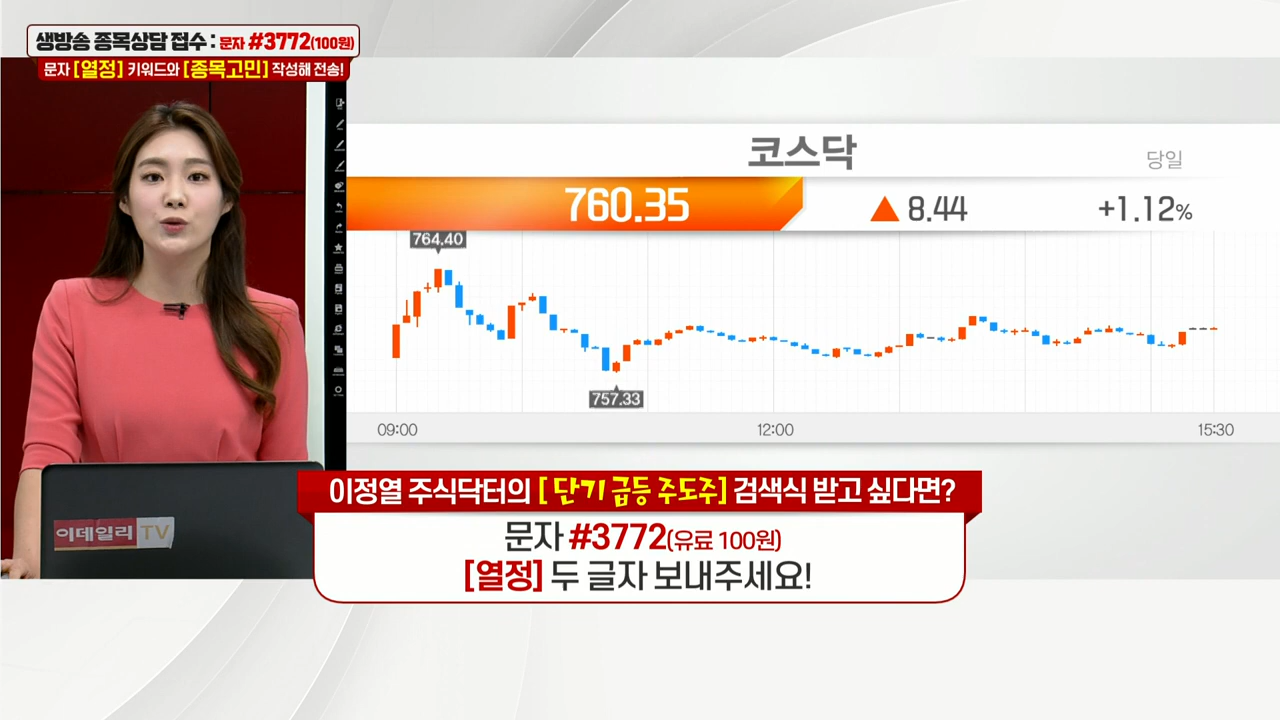 생방송 종목상담 접수 : 문자 #3772(100원)
문자 [열정] 키워드와 [종목고민] 작성해 전송!
코스닥
당일
760.35
▲ 8.44
+1.12%
764.40
757.33
09:00
12:00
15:30
이정열 주식닥터의 [ 단기 급등 주도주] 검색식 받고 싶다면?
문자 #3772(유료 100원)
[열정] 두 글자 보내주세요!
이데일리 TV